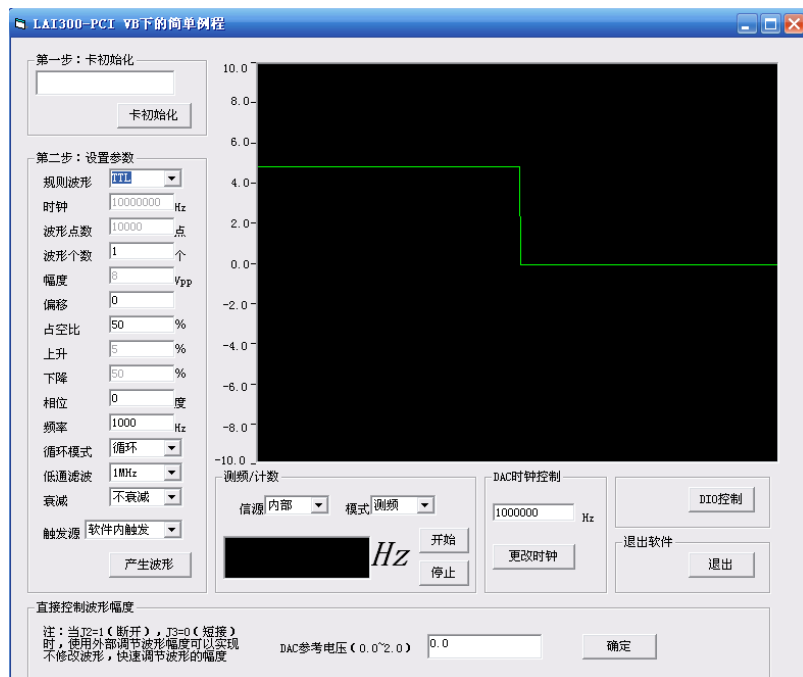 LAI300-PCI VB下的简单例程
第一步：卡初始化
卡初始化
第二步：设置参数
规则波形 TTL
时钟 10000000 Hz
波形点数 10000 点
波形个数 1 个
幅度 8 Vpp
偏移 0
占空比 50 %
上升 5 %
下降 50 %
相位 0 度
频率 1000 Hz
循环模式 循环
低通滤波 1MHz
衰减 不衰减
触发源 软件内触发
产生波形
10.0
8.0
6.0
4.0
2.0
0.0
-2.0
-4.0
-6.0
-8.0
-10.0
测频/计数
信源 内部 模式 测频
Hz
开始
停止
DAC时钟控制
1000000 Hz
更改时钟
DIO控制
退出软件
退出
直接控制波形幅度
注：当J2=1(断开)，J3=0(短接)
时，使用外部调节波形幅度可以实现
不修改波形，快速调节波形的幅度
DAC参考电压(0.0~2.0) 0.0
确定